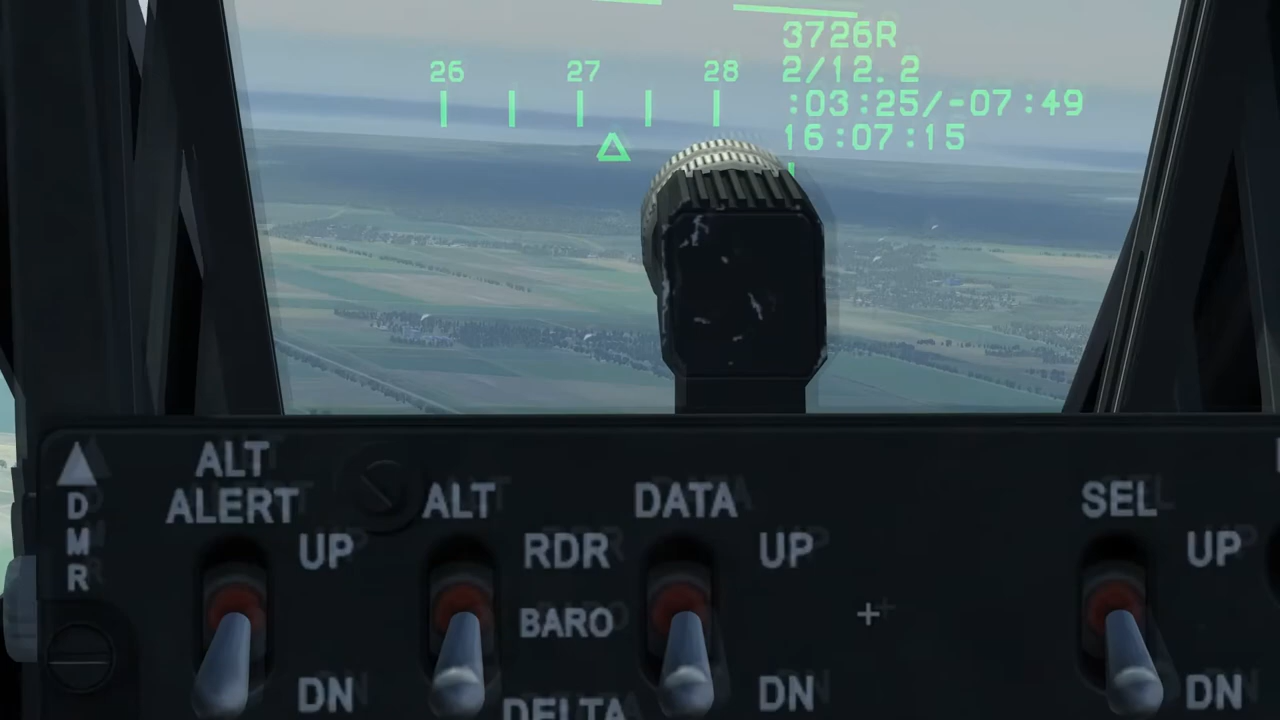 3726R
26 27 28
2/12.2
:03:25/-07:49
16:07:15
ALT
ALERT
ALT
DATA
SEL
DMR
UP
RDR
UP
UP
BARO
DN
DELTA
DN
DN